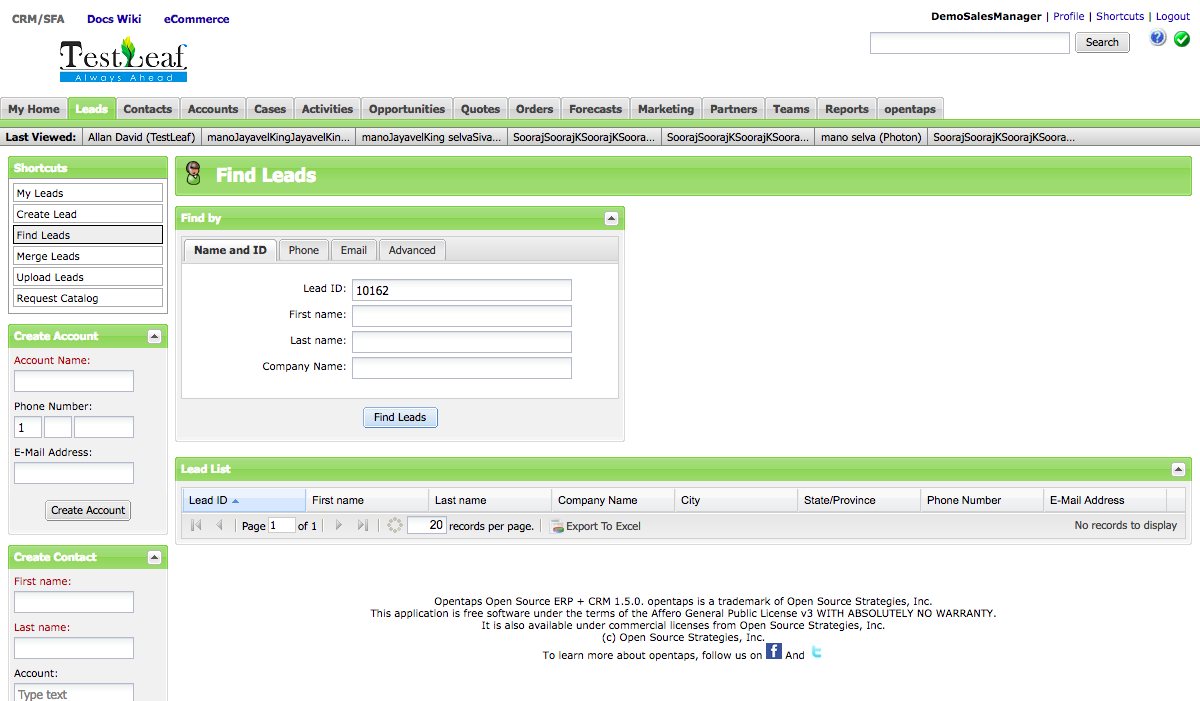 CRM/SFA Docs Wiki eCommerce
DemoSalesManager | Profile | Shortcuts | Logout
TestLeaf
Always Ahead
Search
My Home Leads Contacts Accounts Cases Activities Opportunities Quotes Orders Forecasts Marketing Partners Teams Reports opentaps
Last Viewed: Allan David (TestLeaf) manoJayavelKingJayavelKin... manoJayavelKing selvaSiva... SoorajSoorajKSoorajKSoora... SoorajSoorajKSoorajKSoora... mano selva (Photon) SoorajSoorajKSoorajKSoora...
Shortcuts
My Leads
Create Lead
Find Leads
Merge Leads
Upload Leads
Request Catalog
Create Account
Account Name:
Phone Number:
1
E-Mail Address:
Create Account
Create Contact
First name:
Last name:
Account:
Type text
Find Leads
Find by
Name and ID Phone Email Advanced
Lead ID: 10162
First name:
Last name:
Company Name:
Find Leads
Lead List
Lead ID First name Last name Company Name City State/Province Phone Number E-Mail Address
Page 1 of 1 20 records per page. Export To Excel No records to display
Opentaps Open Source ERP + CRM 1.5.0. opentaps is a trademark of Open Source Strategies, Inc.
This application is free software under the terms of the Affero General Public License v3 WITH ABSOLUTELY NO WARRANTY.
It is also available under commercial licenses from Open Source Strategies, Inc.
(c) Open Source Strategies, Inc.
To learn more about opentaps, follow us on f And t